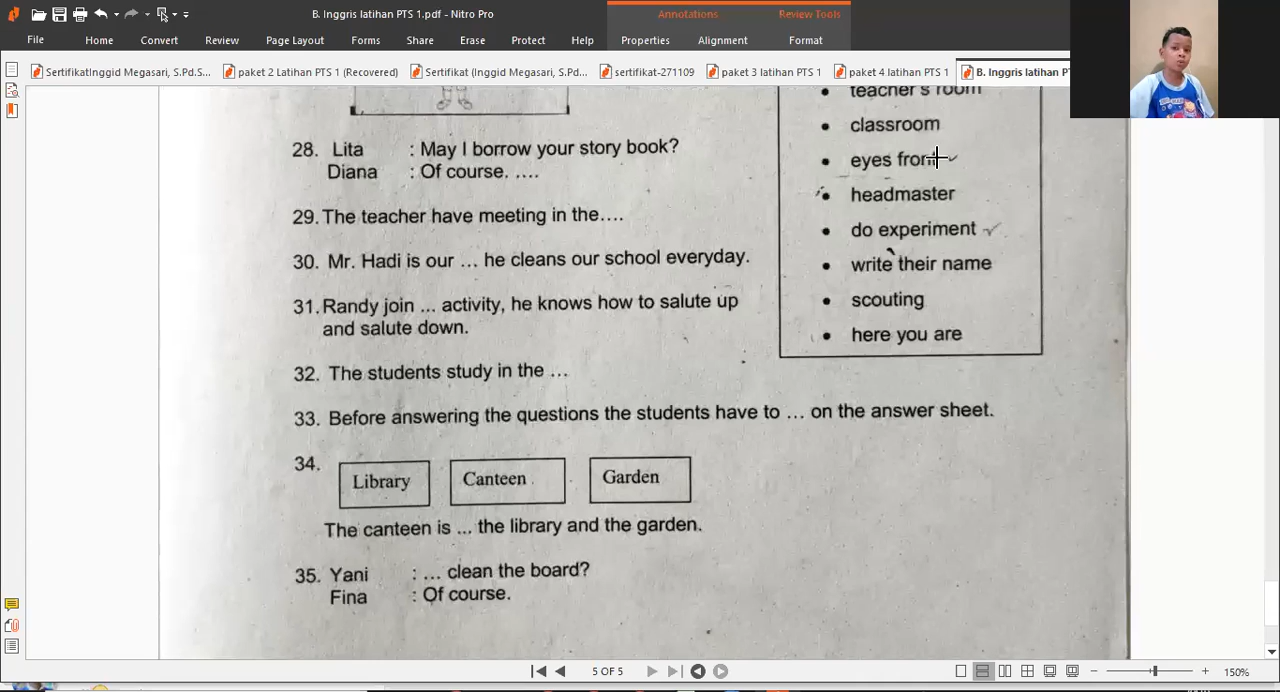 B. Inggris latihan PTS 1.pdf - Nitro Pro
Annotations
Review Tools
File
Home
Convert
Review
Page Layout
Forms
Share
Erase
Protect
Help
Properties
Alignment
Format
SertifikatInggid Megasari, S.Pd.S...
paket 2 Latihan PTS 1 (Recovered)
Sertifikat (Inggid Megasari, S.Pd...
sertifikat-271109
paket 3 latihan PTS 1
paket 4 latihan PTS 1
B. Inggris latihan PT
28. Lita : May I borrow your story book?
Diana : Of course. ....
29. The teacher have meeting in the....
30. Mr. Hadi is our ... he cleans our school everyday.
31. Randy join ... activity, he knows how to salute up
and salute down.
32. The students study in the ...
33. Before answering the questions the students have to ... on the answer sheet.
34.
Library
Canteen
Garden
The canteen is ... the library and the garden.
35. Yani : ... clean the board?
Fina : Of course.
• teacher's room
• classroom
• eyes front
• headmaster
• do experiment
• write their name
• scouting
• here you are
5 OF 5
150%